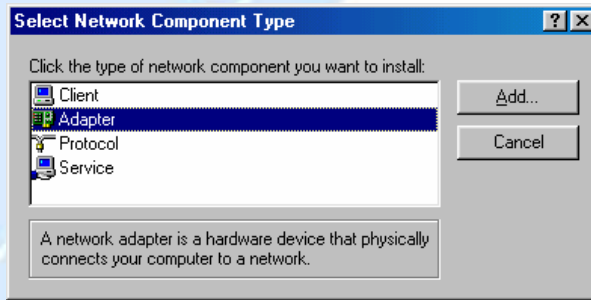 Select Network Component Type
Click the type of network component you want to install:
Client
Add...
Adapter
Protocol
Cancel
Service
A network adapter is a hardware device that physically
connects your computer to a network.